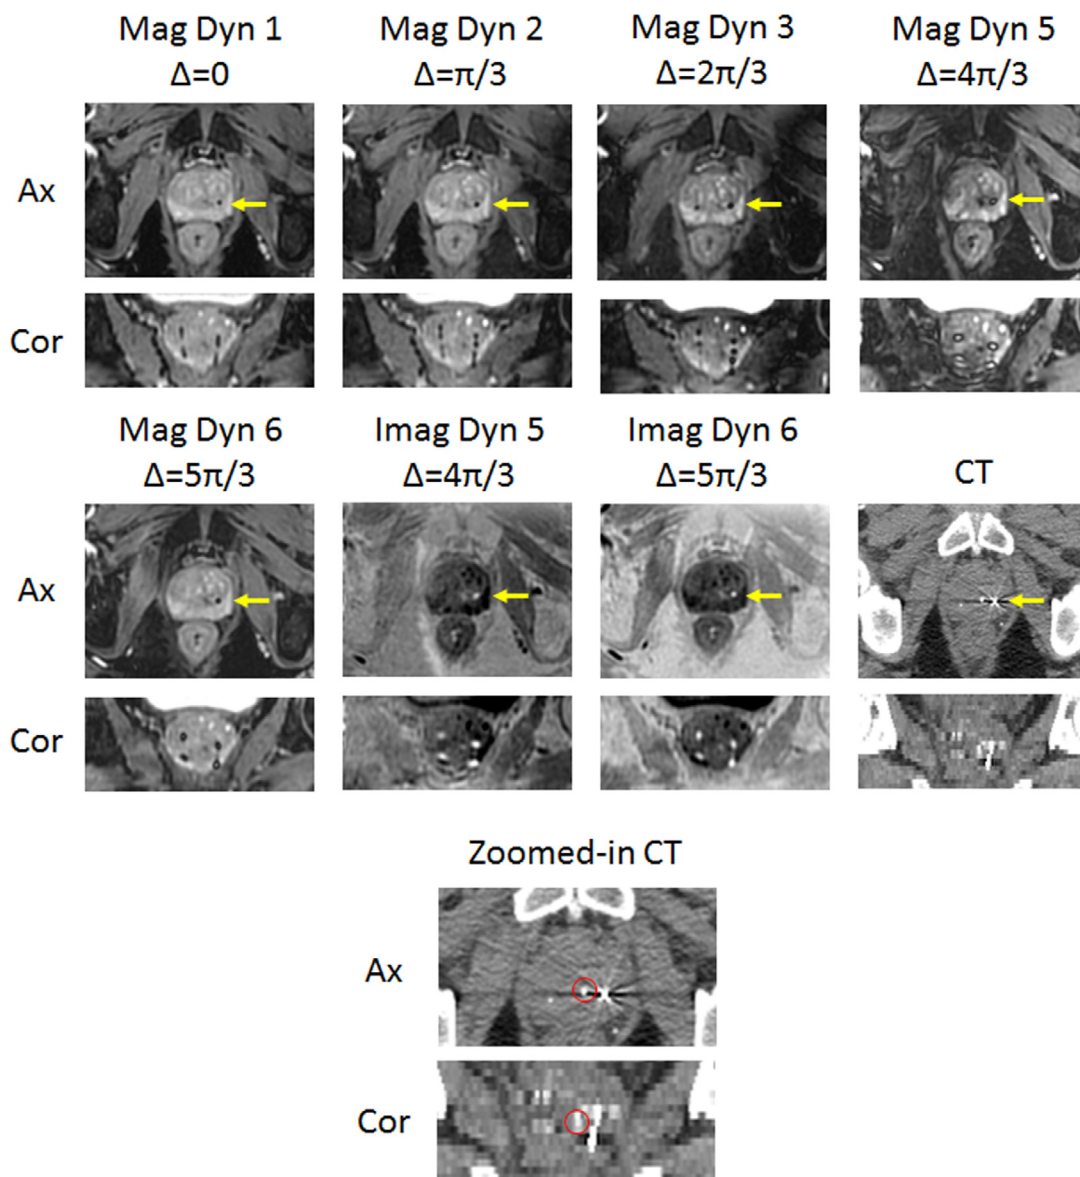 Mag Dyn 1 Mag Dyn 2 Mag Dyn 3 Mag Dyn 5
Δ=0 Δ=π/3 Δ=2π/3 Δ=4π/3
Ax
Cor
Mag Dyn 6 Imag Dyn 5 Imag Dyn 6
Δ=5π/3 Δ=4π/3 Δ=5π/3 CT
Ax
Cor
Zoomed-in CT
Ax
Cor